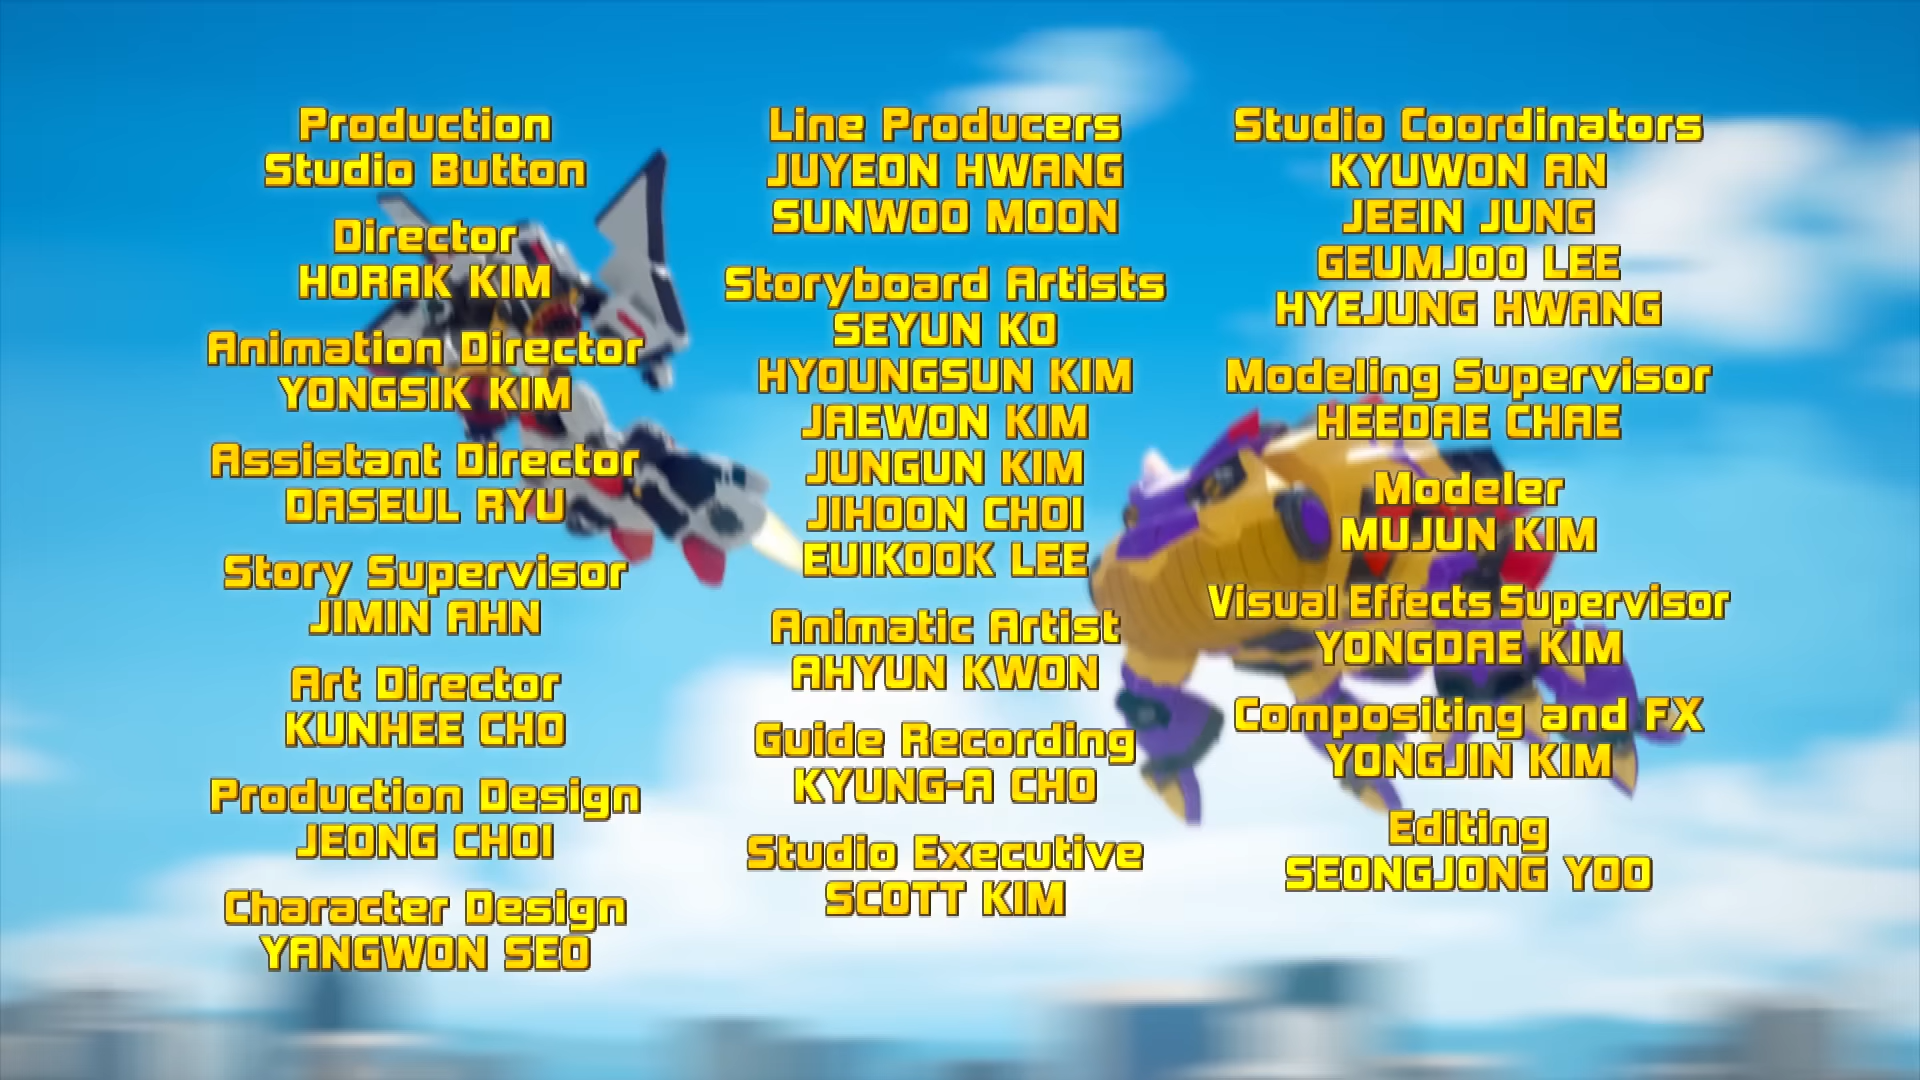 Production
Studio Button
Director
HORAK KIM
Animation Director
YONGSIK KIM
Assistant Director
DASEUL RYU
Story Supervisor
JIMIN AHN
Art Director
KUNHEE CHO
Production Design
JEONG CHOI
Character Design
YANGWON SEO
Line Producers
JUYEON HWANG
SUNWOO MOON
Storyboard Artists
SEYUN KO
HYOUNGSUN KIM
JAEWON KIM
JUNGUN KIM
JIHOON CHOI
EUIKOOK LEE
Animatic Artist
AHYUN KWON
Guide Recording
KYUNG-A CHO
Studio Executive
SCOTT KIM
Studio Coordinators
KYUWON AN
JEEIN JUNG
GEUMJOO LEE
HYEJUNG HWANG
Modeling Supervisor
HEEDAE CHAE
Modeler
MUJUN KIM
Visual Effects Supervisor
YONGDAE KIM
Compositing and FX
YONGJIN KIM
Editing
SEONGJONG YOO